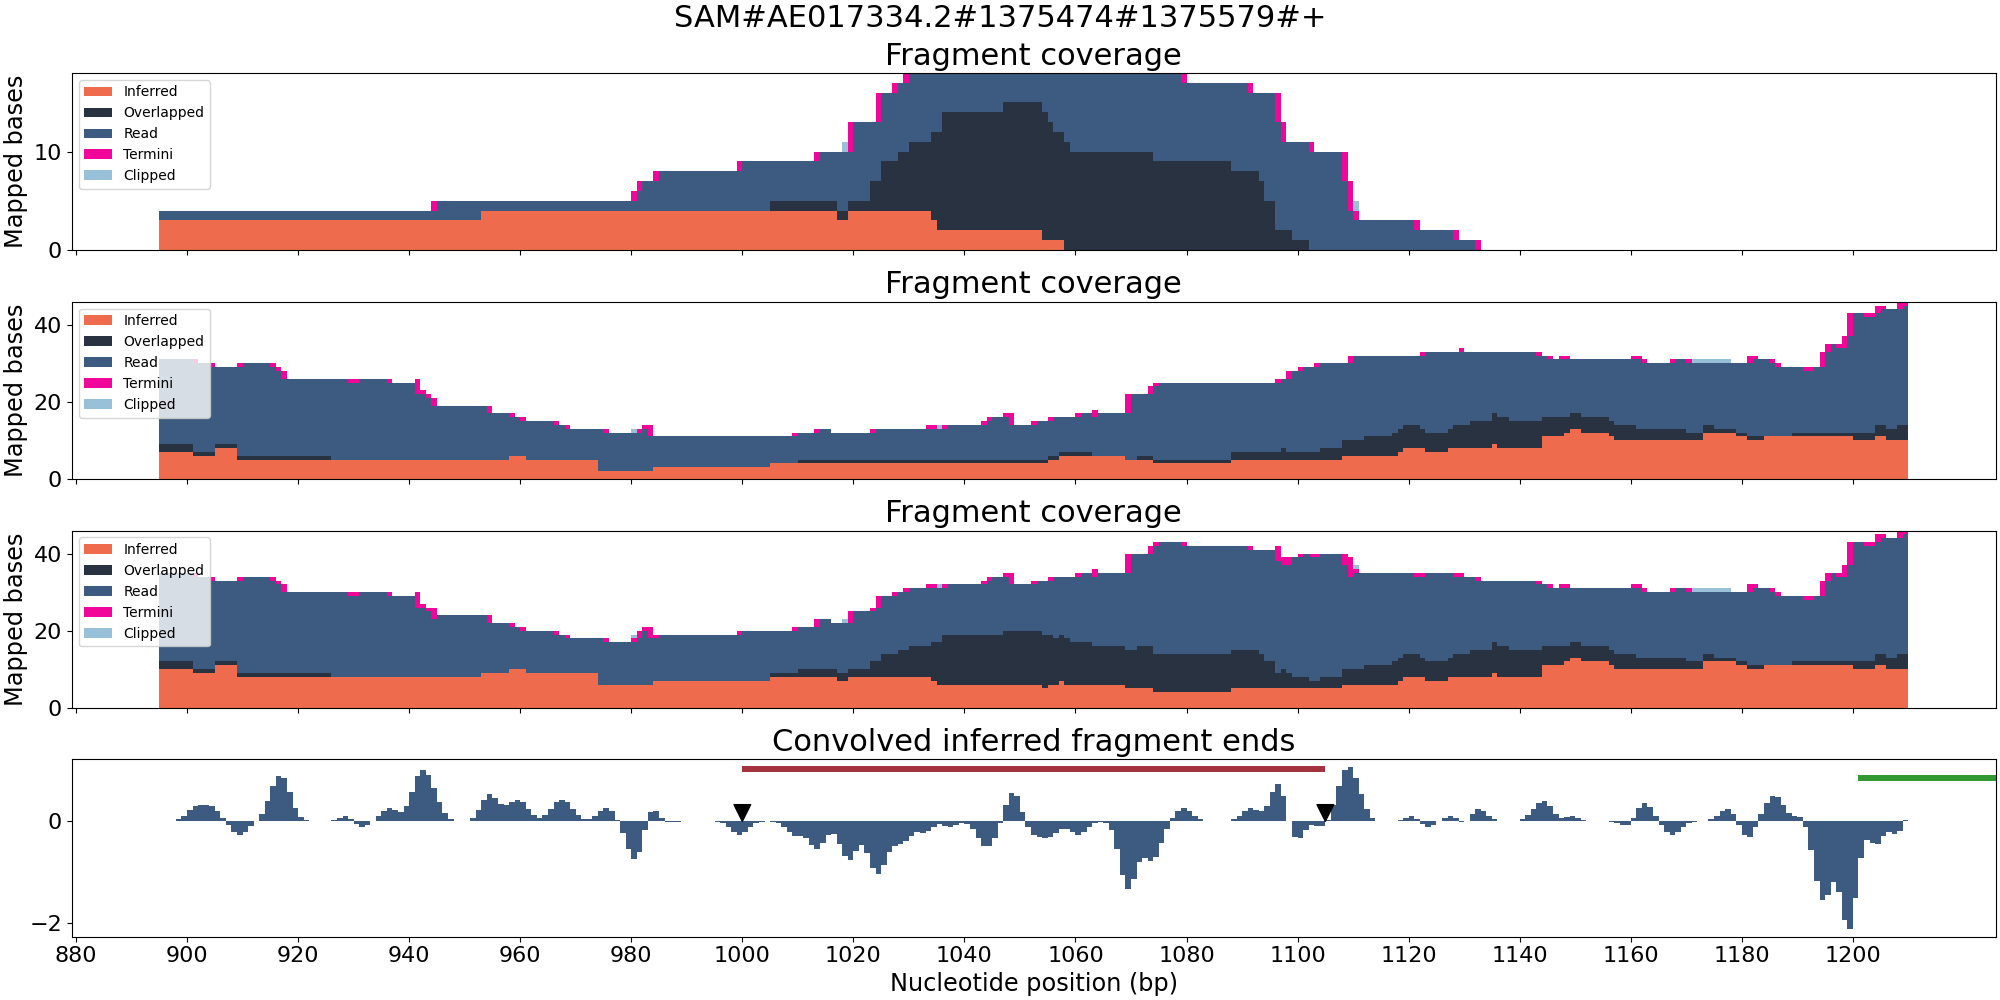 SAM#AE017334.2#1375474#1375579#+
Fragment coverage
Mapped bases
10
0
Inferred
Overlapped
Read
Termini
Clipped
Fragment coverage
Mapped bases
40
20
0
Inferred
Overlapped
Read
Termini
Clipped
Fragment coverage
Mapped bases
40
20
0
Inferred
Overlapped
Read
Termini
Clipped
Convolved inferred fragment ends
0
−2
880 900 920 940 960 980 1000 1020 1040 1060 1080 1100 1120 1140 1160 1180 1200
Nucleotide position (bp)